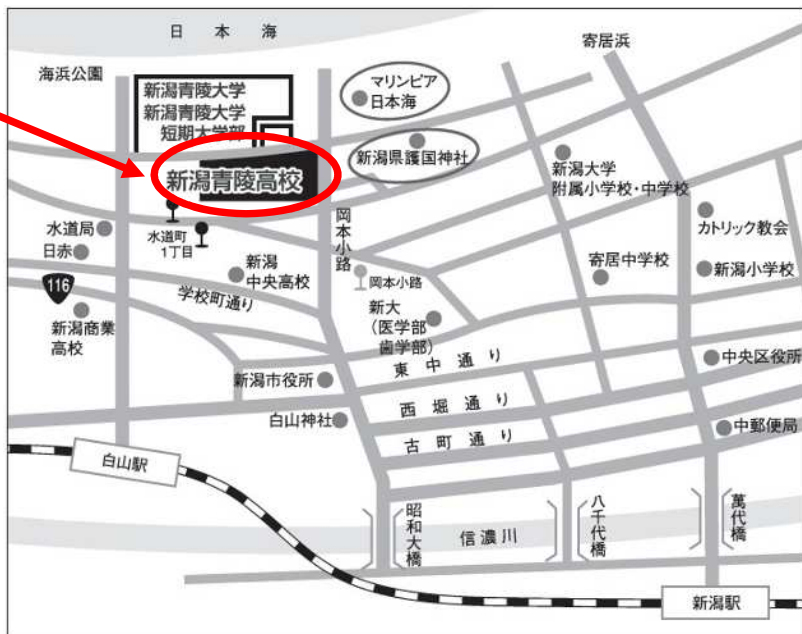 日本海
寄居浜
海浜公園
新潟青陵大学
新潟青陵大学
短期大学部
マリンピア
日本海
新潟県護国神社
新潟青陵高校
新潟大学
附属小学校・中学校
水道局
日赤
水道町
1丁目
岡本小路
カトリック教会
新潟
中央高校
岡本小路
寄居中学校
新潟小学校
116
学校町通り
新潟商業
高校
新大
(医学部
歯学部)
東中通り
中央区役所
新潟市役所
西堀通り
白山神社
古町通り
中郵便局
白山駅
昭和大橋
信濃川
八千代橋
萬代橋
新潟駅